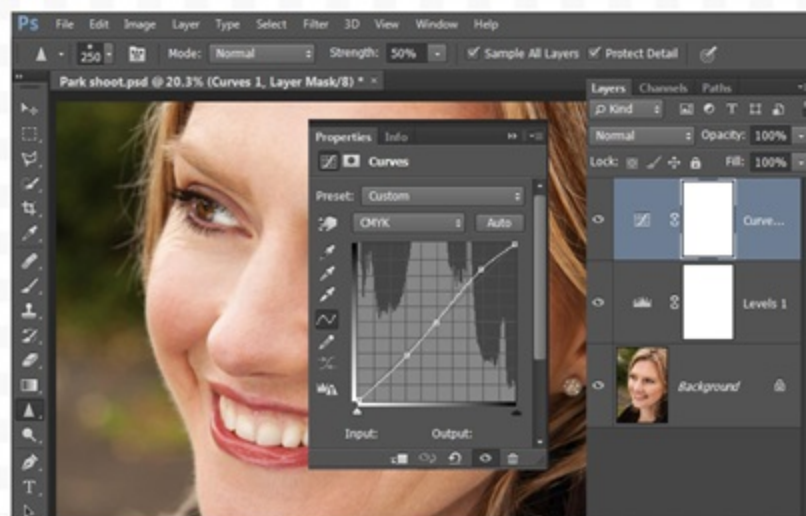 Ps File Edit Image Layer Type Select Filter 3D View Window Help
250 Mode: Normal Strength: 50% Sample All Layers Protect Detail
Park shoot.psd @ 20.3% (Curves 1, Layer Mask/8) * ×
Layers Channels Paths
Kind T
Normal Opacity: 100%
Lock: Fill: 100%
Properties Info
Curves
Preset: Custom
CMYK Auto
Input: Output:
Curve...
Levels 1
Background
T